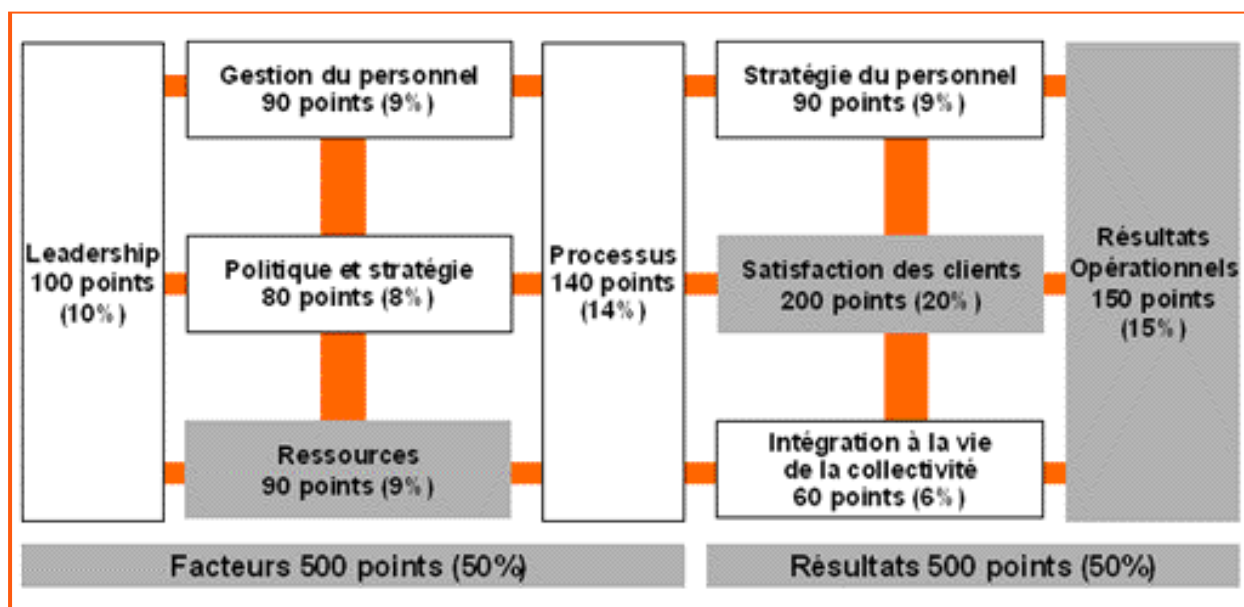 Leadership
100 points
(10%)
Gestion du personnel
90 points (9%)
Politique et stratégie
80 points (8%)
Ressources
90 points (9%)
Processus
140 points
(14%)
Stratégie du personnel
90 points (9%)
Satisfaction des clients
200 points (20%)
Intégration à la vie
de la collectivité
60 points (6%)
Résultats
Opérationnels
150 points
(15%)
Facteurs 500 points (50%)
Résultats 500 points (50%)